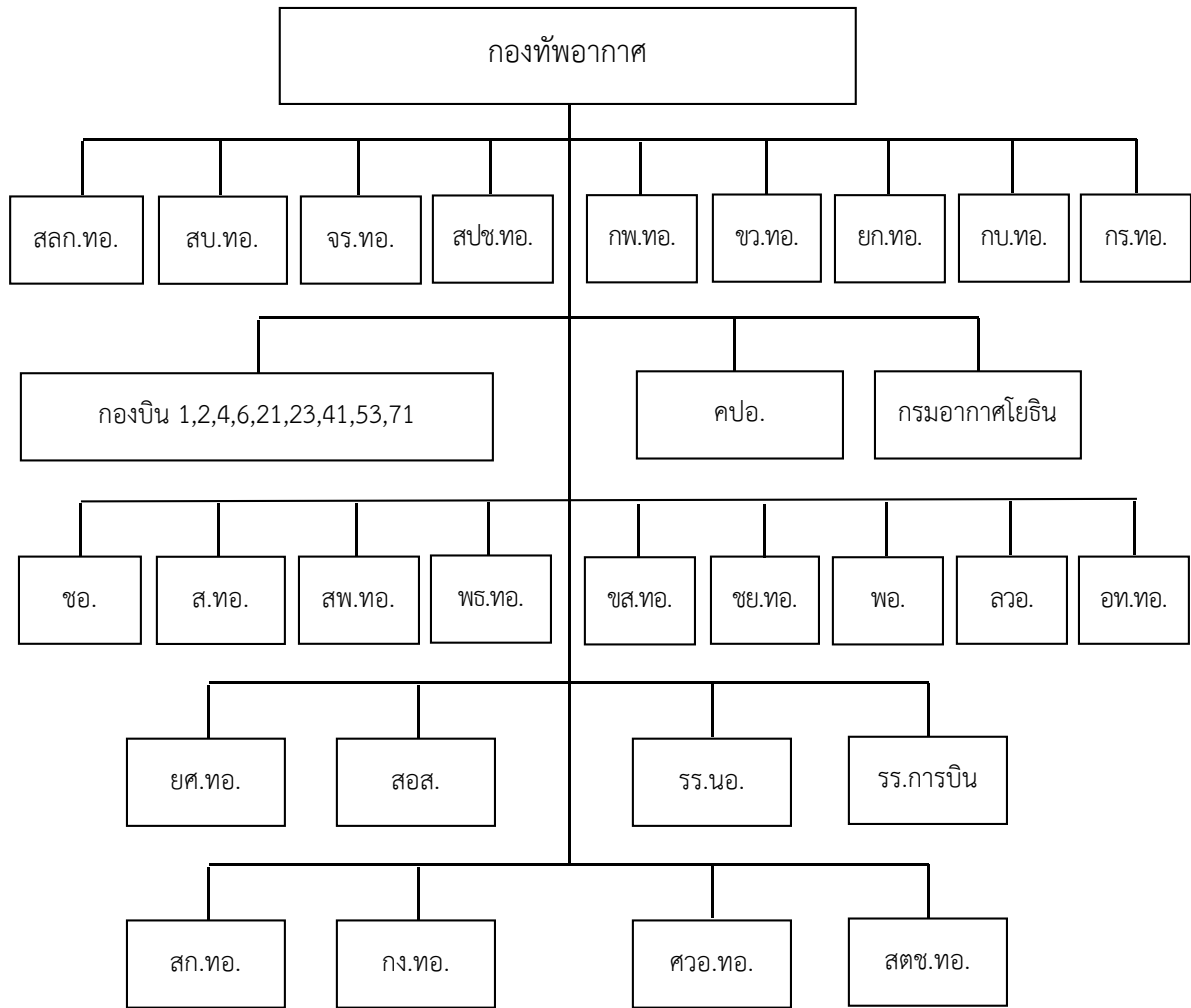 กองทัพอากาศ
สลก.ทอ.
สบ.ทอ.
จร.ทอ.
สปช.ทอ.
กพ.ทอ.
ขว.ทอ.
ยก.ทอ.
กบ.ทอ.
กร.ทอ.
กองบิน 1,2,4,6,21,23,41,53,71
คปอ.
กรมอากาศโยธิน
ชอ.
ส.ทอ.
สพ.ทอ.
พธ.ทอ.
ขส.ทอ.
ชย.ทอ.
พอ.
ลวอ.
อท.ทอ.
ยศ.ทอ.
สอส.
รร.นอ.
รร.การบิน
สก.ทอ.
กง.ทอ.
ศวอ.ทอ.
สตช.ทอ.